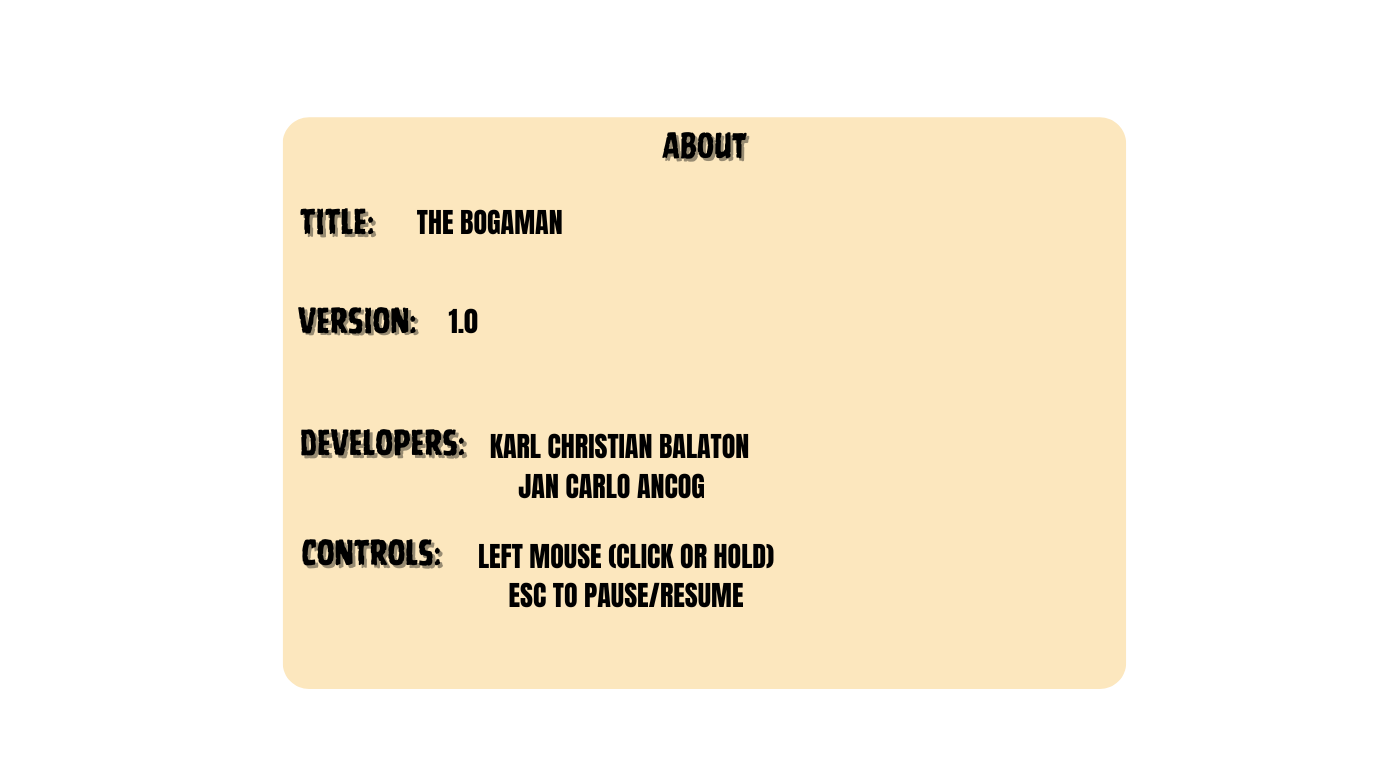 ABOUT
TITLE: THE BOGAMAN
VERSION: 1.0
DEVELOPERS: KARL CHRISTIAN BALATON
JAN CARLO ANCOG
CONTROLS: LEFT MOUSE (CLICK OR HOLD)
ESC TO PAUSE/RESUME